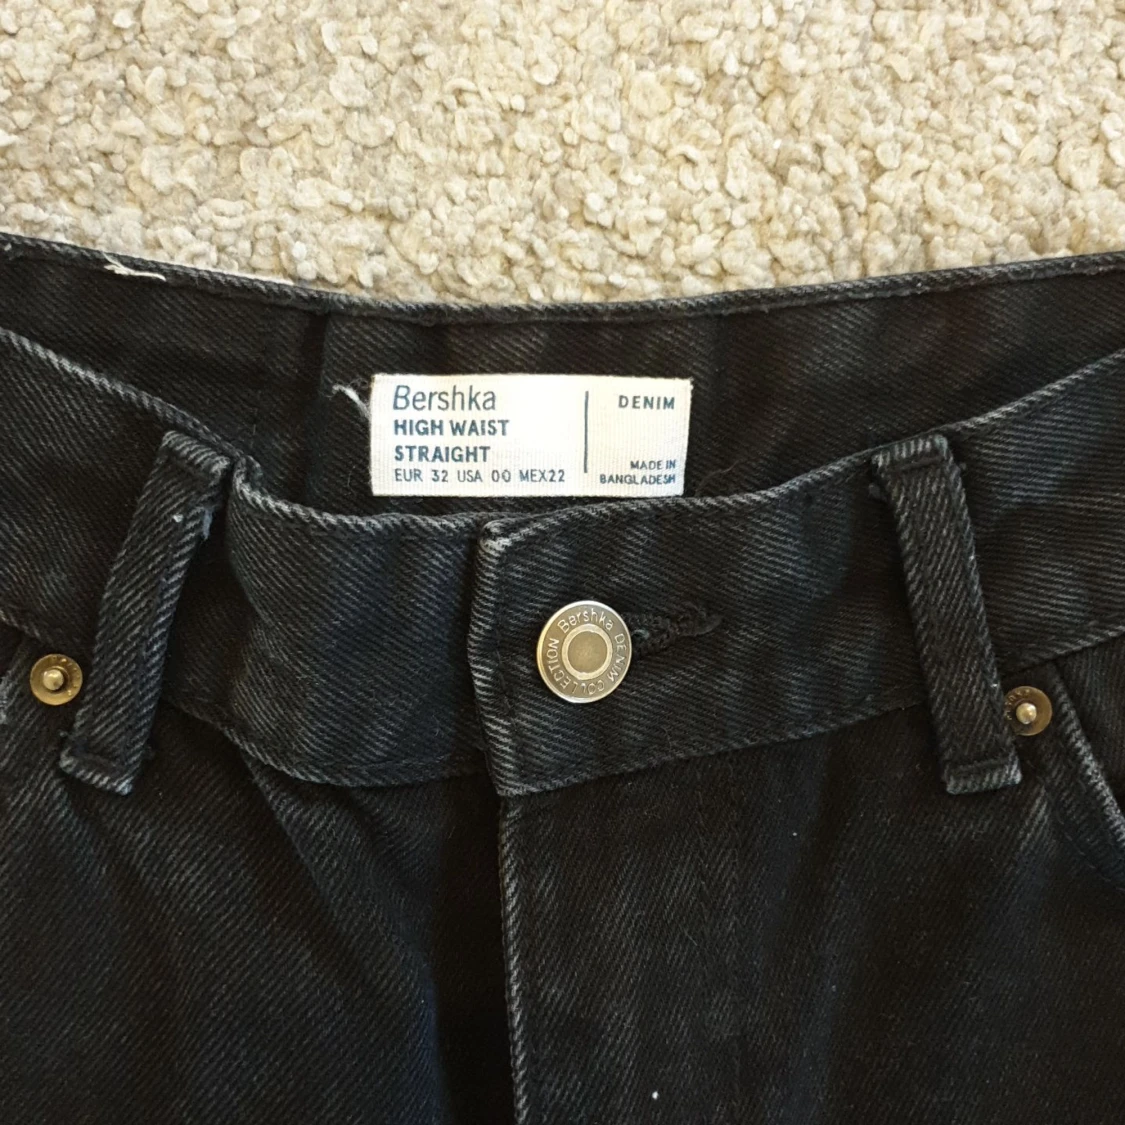 Bershka
HIGH WAIST
STRAIGHT
EUR 32 USA 00 MEX22
DENIM
MADE IN
BANGLADESH
Bershka DENIM COLLECTION